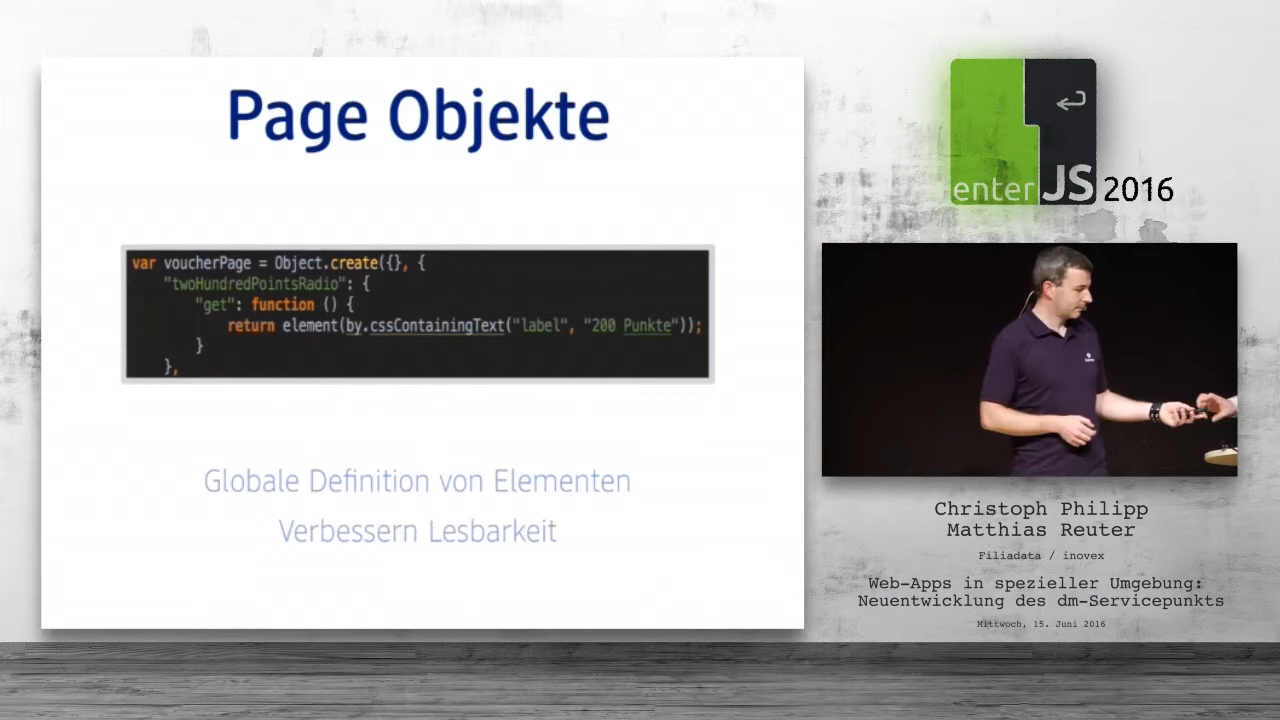 Page Objekte
var voucherPage = Object.create({}, {
"twoHundredPointsRadio": {
"get": function () {
return element(by.cssContainingText("label", "200 Punkte"));
}
},
Globale Definition von Elementen
Verbessern Lesbarkeit
enterJS 2016
Christoph Philipp
Matthias Reuter
Filiadata / inovex
Web-Apps in spezieller Umgebung:
Neuentwicklung des dm-Servicepunkts
Mittwoch, 15. Juni 2016